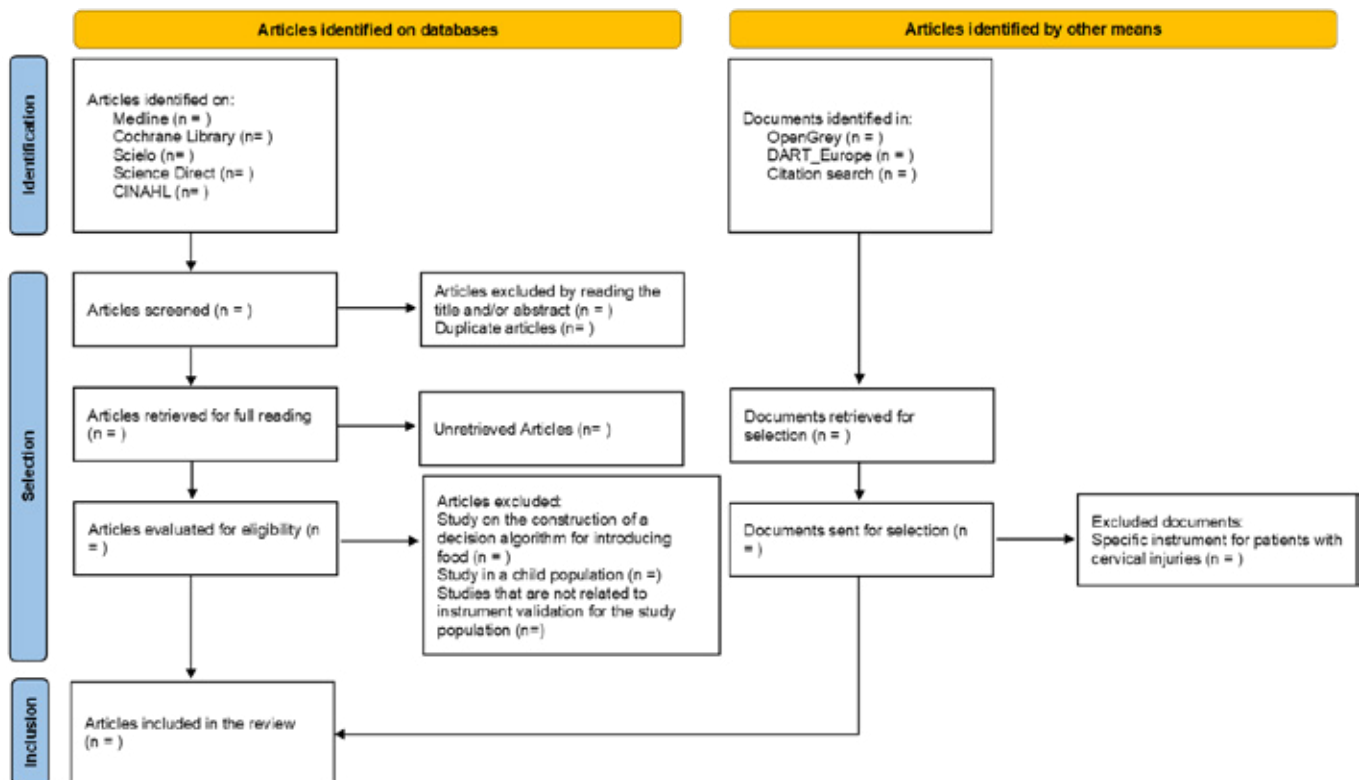 Articles identified on databases
Articles identified by other means
Identification
Articles identified on:
Medline (n = )
Cochrane Library (n= )
Scielo (n= )
Science Direct (n= )
CINAHL (n= )
Documents identified in:
OpenGrey (n = )
DART_Europe (n = )
Citation search (n = )
Selection
Articles screened (n = )
Articles excluded by reading the
title and/or abstract (n = )
Duplicate articles (n= )
Articles retrieved for full reading
(n = )
Unretrieved Articles (n= )
Documents retrieved for
selection (n = )
Articles evaluated for eligibility (n
= )
Articles excluded:
Study on the construction of a
decision algorithm for introducing
food (n = )
Study in a child population (n =)
Studies that are not related to
instrument validation for the study
population (n=)
Documents sent for selection (n
= )
Excluded documents:
Specific instrument for patients with
cervical injuries (n = )
Inclusion
Articles included in the review
(n = )